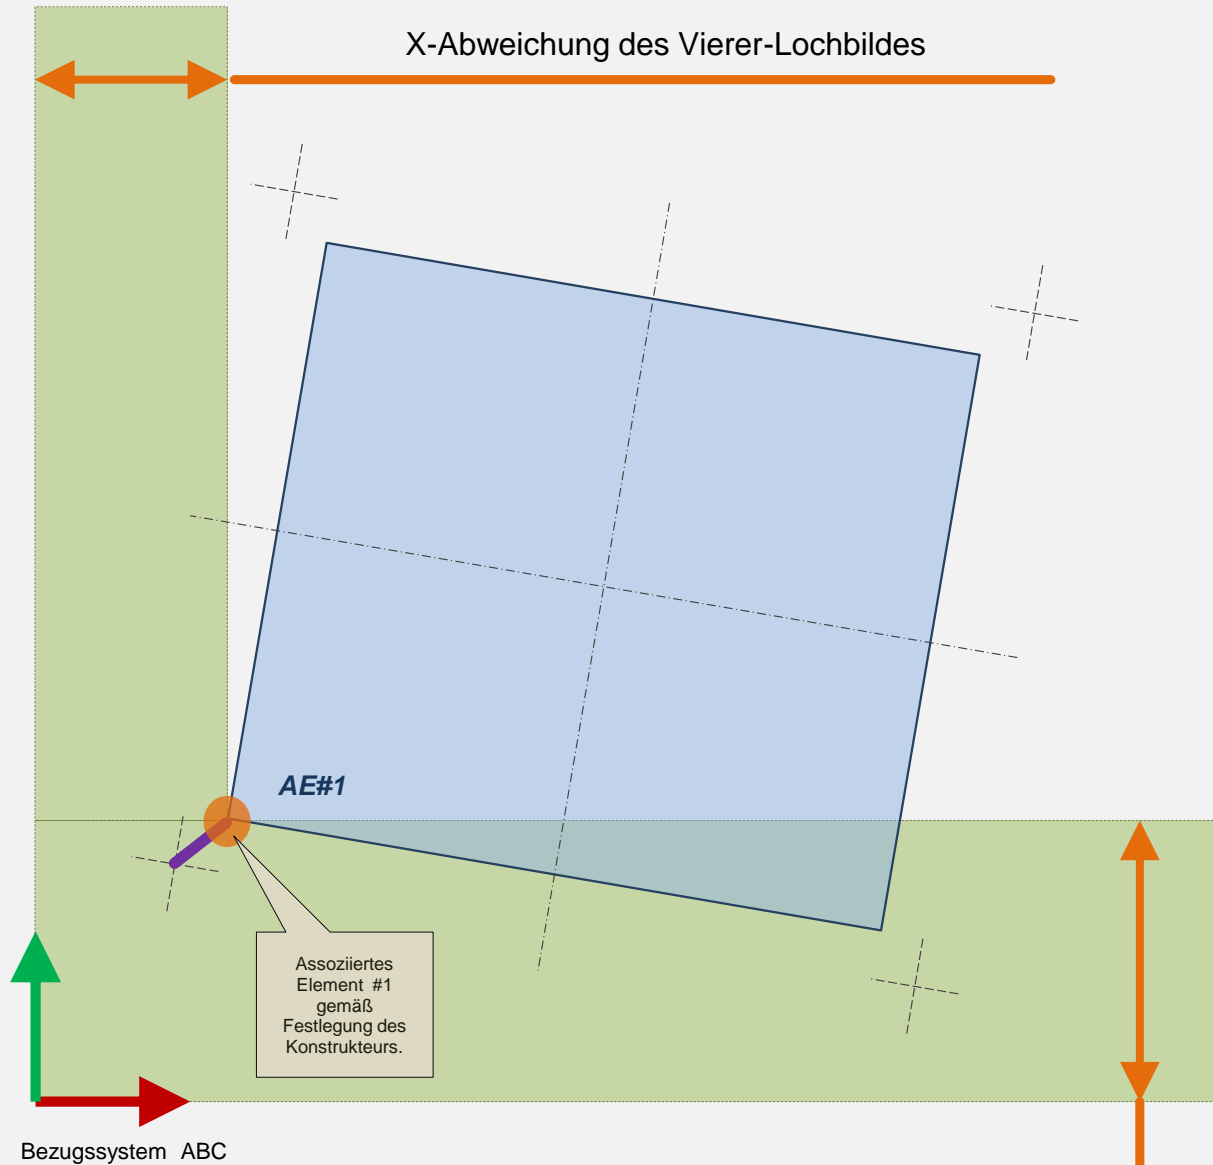 X-Abweichung des Vierer-Lochbildes
AE#1
Assoziiertes
Element #1
gemäß
Festlegung des
Konstrukteurs.
Bezugssystem ABC